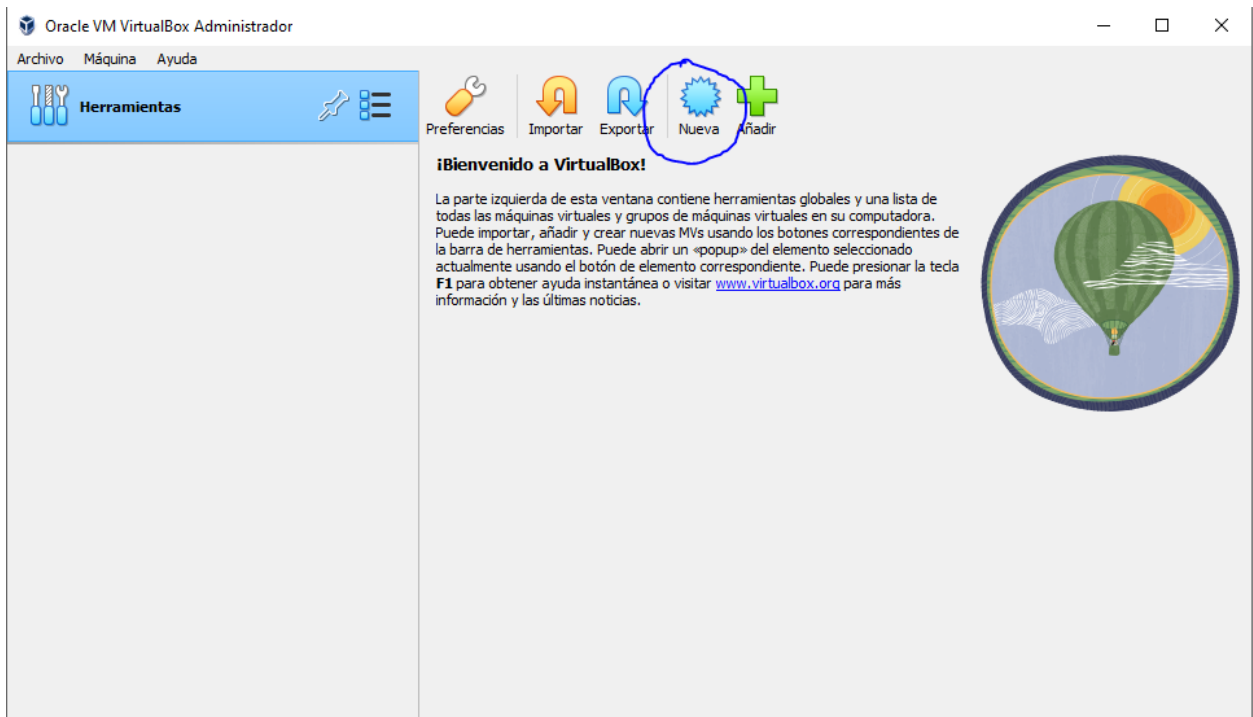 Oracle VM VirtualBox Administrador
Archivo Máquina Ayuda
Herramientas
Preferencias Importar Exportar Nueva Añadir
¡Bienvenido a VirtualBox!
La parte izquierda de esta ventana contiene herramientas globales y una lista de
todas las máquinas virtuales y grupos de máquinas virtuales en su computadora.
Puede importar, añadir y crear nuevas MVs usando los botones correspondientes de
la barra de herramientas. Puede abrir un «popup» del elemento seleccionado
actualmente usando el botón de elemento correspondiente. Puede presionar la tecla
F1 para obtener ayuda instantánea o visitar www.virtualbox.org para más
información y las últimas noticias.